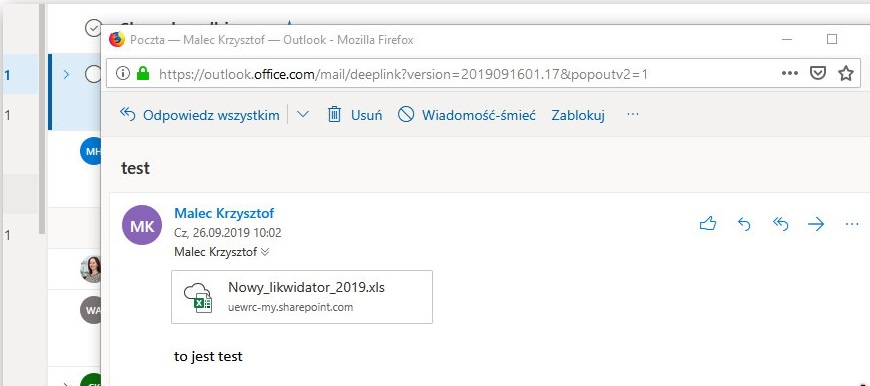 Poczta — Malec Krzysztof — Outlook - Mozilla Firefox
https://outlook.office.com/mail/deeplink?version=2019091601.17&popoutv2=1
Odpowiedz wszystkim Usuń Wiadomość-śmieć Zablokuj ...
test
MK Malec Krzysztof
Cz, 26.09.2019 10:02
Malec Krzysztof
Nowy_likwidator_2019.xls
uewrc-my.sharepoint.com
to jest test
1
1
MH
1
WA